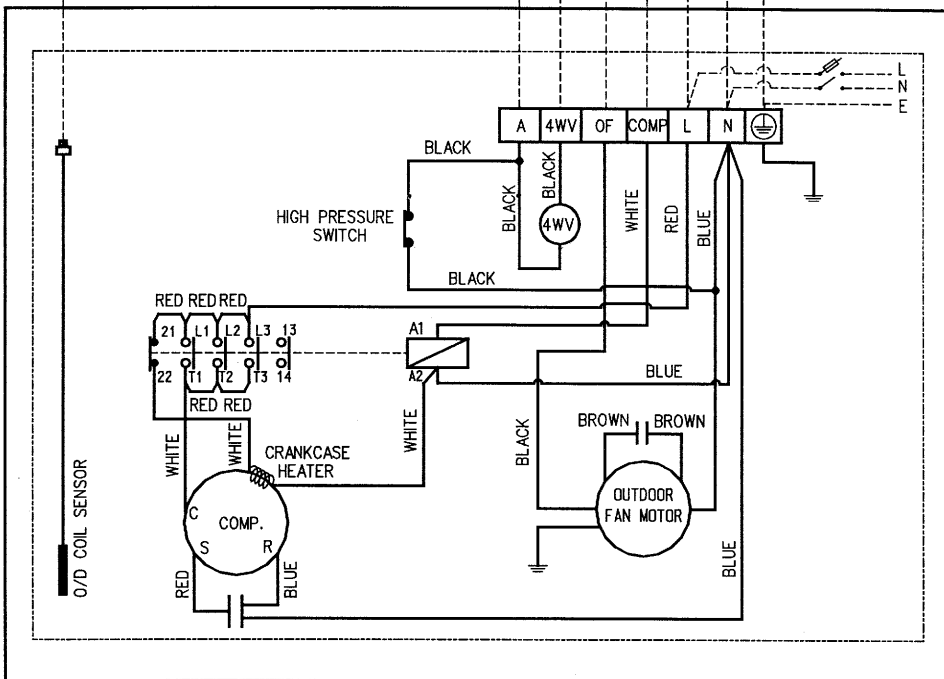 L
N
E
A 4WV OF COMP L N
BLACK
BLACK
BLACK
WHITE
RED
BLUE
4WV
HIGH PRESSURE
SWITCH
BLACK
RED RED RED
21 L1 L2 L3 13
A1
22 T1 T2 T3 14
A2
BLUE
RED RED
WHITE
WHITE
WHITE
BLACK
BROWN BROWN
CRANKCASE
HEATER
O/D COIL SENSOR
OUTDOOR
FAN MOTOR
C
COMP.
S R
RED
BLUE
BLUE